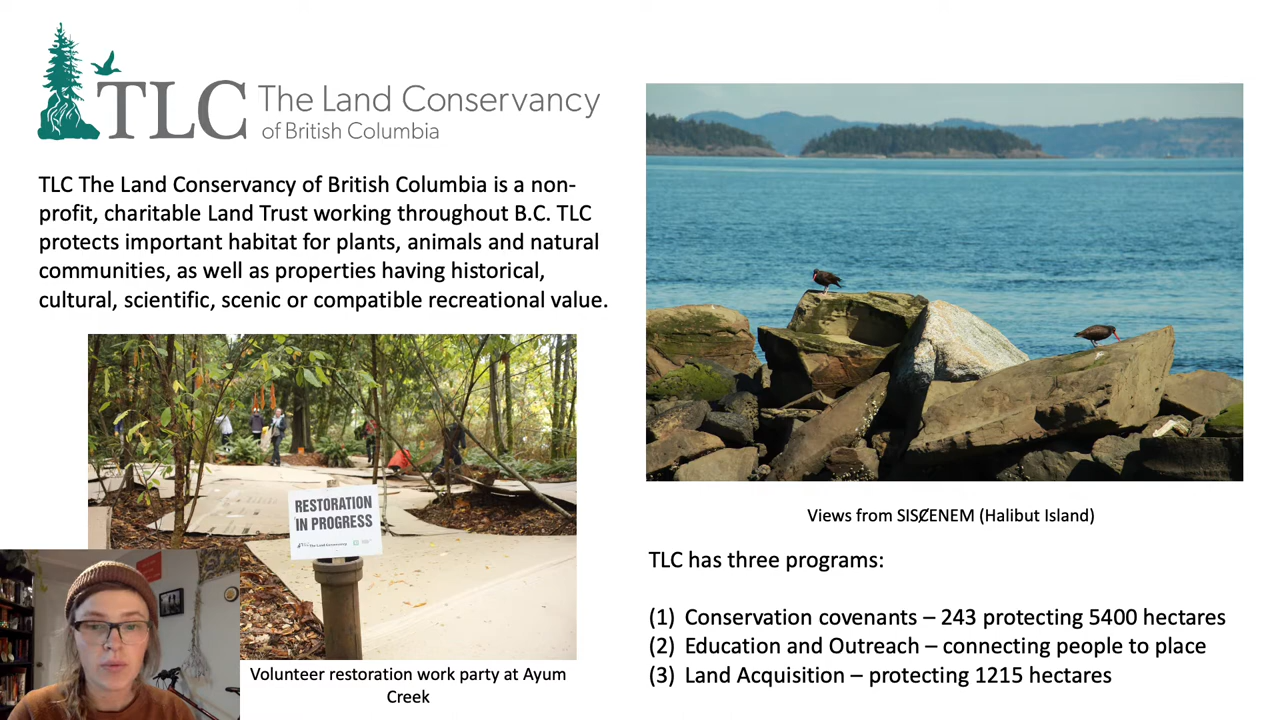 TLC The Land Conservancy
of British Columbia
TLC The Land Conservancy of British Columbia is a non-
profit, charitable Land Trust working throughout B.C. TLC
protects important habitat for plants, animals and natural
communities, as well as properties having historical,
cultural, scientific, scenic or compatible recreational value.
RESTORATION
IN PROGRESS
TLC The Land Conservancy
Volunteer restoration work party at Ayum
Creek
Views from SISȻENEM (Halibut Island)
TLC has three programs:
(1) Conservation covenants – 243 protecting 5400 hectares
(2) Education and Outreach – connecting people to place
(3) Land Acquisition – protecting 1215 hectares